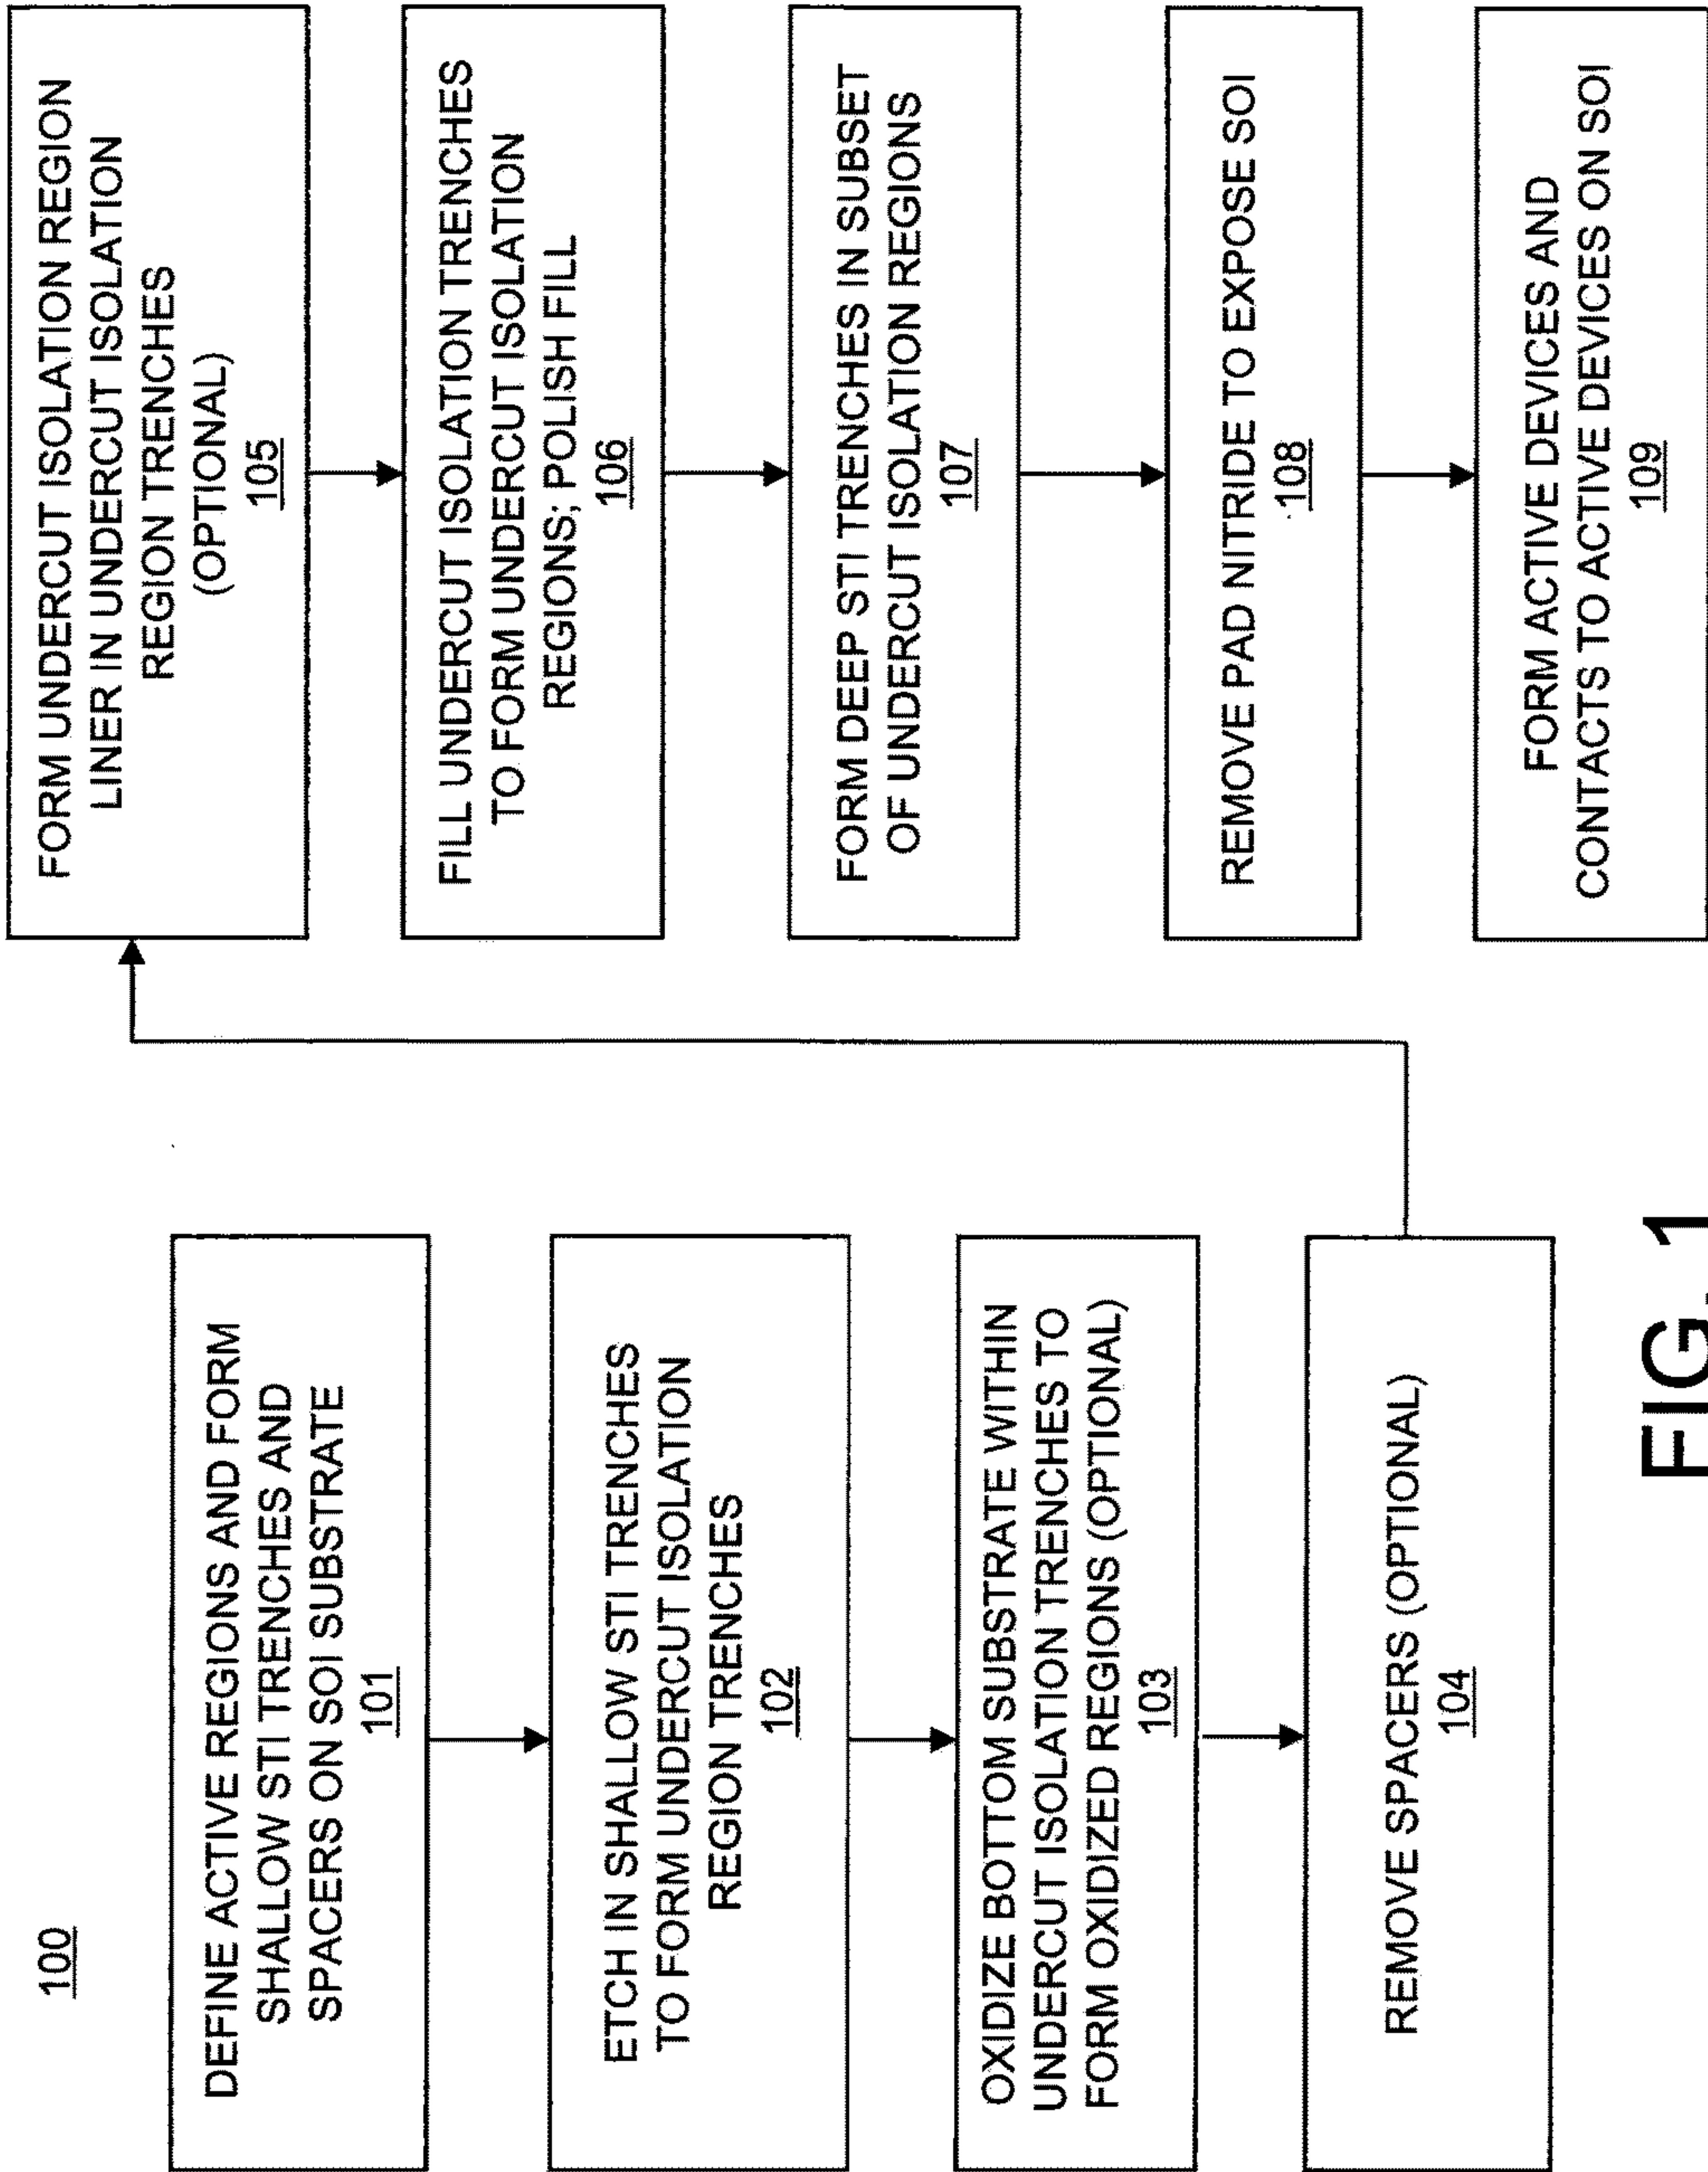 100
DEFINE ACTIVE REGIONS AND FORM
SHALLOW STI TRENCHES AND
SPACERS ON SOI SUBSTRATE
101
ETCH IN SHALLOW STI TRENCHES
TO FORM UNDERCUT ISOLATION
REGION TRENCHES
102
OXIDIZE BOTTOM SUBSTRATE WITHIN
UNDERCUT ISOLATION TRENCHES TO
FORM OXIDIZED REGIONS (OPTIONAL)
103
REMOVE SPACERS (OPTIONAL)
104
FORM UNDERCUT ISOLATION REGION
LINER IN UNDERCUT ISOLATION
REGION TRENCHES
(OPTIONAL)
105
FILL UNDERCUT ISOLATION TRENCHES
TO FORM UNDERCUT ISOLATION
REGIONS; POLISH FILL
106
FORM DEEP STI TRENCHES IN SUBSET
OF UNDERCUT ISOLATION REGIONS
107
REMOVE PAD NITRIDE TO EXPOSE SOI
108
FORM ACTIVE DEVICES AND
CONTACTS TO ACTIVE DEVICES ON SOI
109
FIG. 1